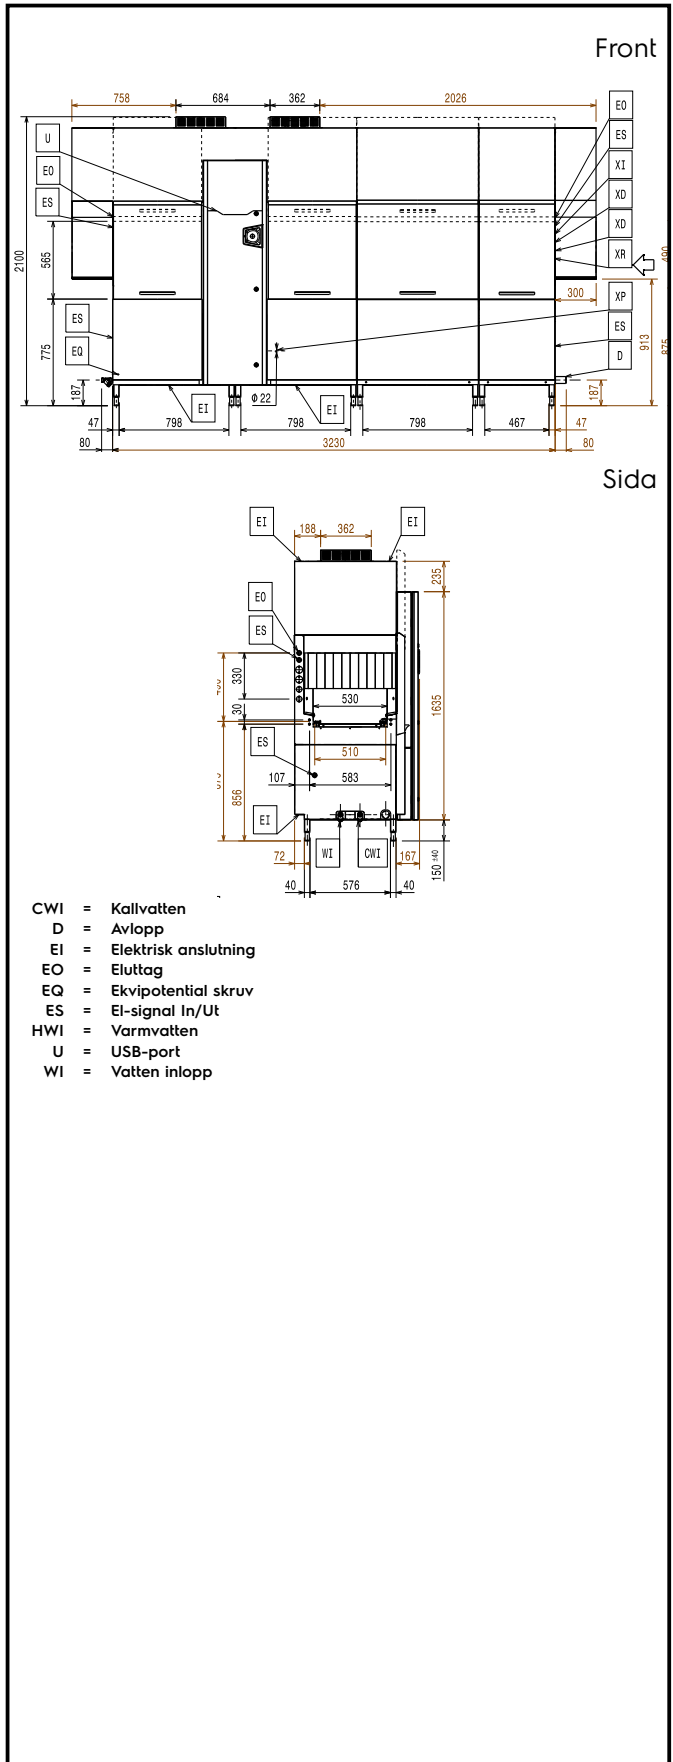 Front
758 684 362 2026
U
EO
ES
EO
ES
XI
XD
XD
XR
XP
ES
D
2100
565
775
187
ES
EQ
EI
EI
Ø 22
300
490
913
875
187
47 798 798 798 467 47
80 3230 80
Sida
EI
EI
188 362
235
EO
ES
330
30
530
1635
ES
510
107 583
856
EI
WI
CWI
72
167
150 ±40
40 576 40
CWI = Kallvatten
D = Avlopp
EI = Elektrisk anslutning
EO = Eluttag
EQ = Ekvipotential skruv
ES = El-signal In/Ut
HWI = Varmvatten
U = USB-port
WI = Vatten inlopp